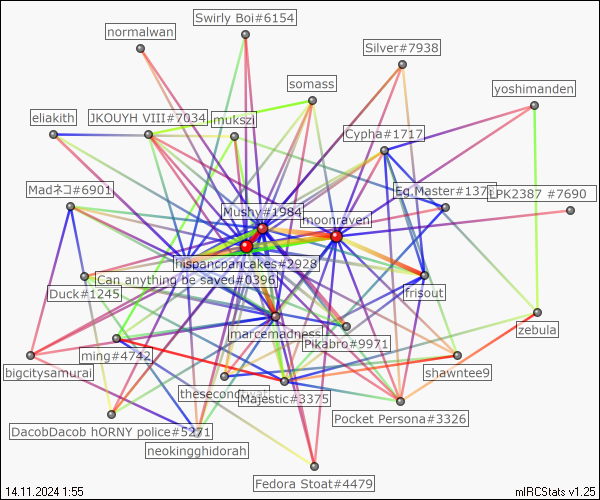 Swirly Boi#6154
normalwan
Silver#7938
somass
yoshimanden
eliakith
JKOUYH VIII#7034
mukszi
Cypha#1717
Madネコ#6901
Eg.Master#137
LPK2387 #7690
Mushy#1984
moonraven
hispanicpancakes#2928
Can anything be saved#0396
Duck#1245
frisout
marcemadness
Pikabro#9971
zebula
ming#4742
bigcitysamurai
shawntee9
Majestic#3375
Pocket Persona#3326
DacobDacob hORNY police#5271
neokingghidorah
Fedora Stoat#4479
14.11.2024 1:55
mIRCStats v1.25